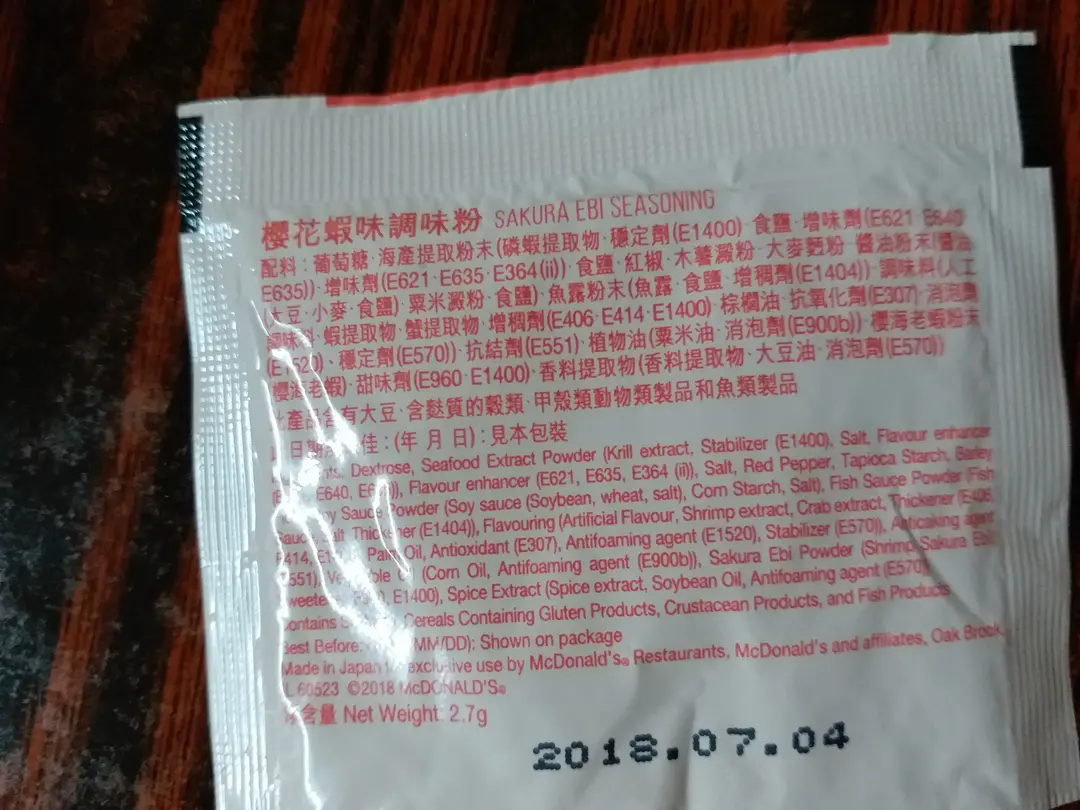 櫻花蝦味調味粉 SAKURA EBI SEASONING
配料:葡萄糖·海產提取粉末(磷蝦提取物·穩定劑(E1400)·食鹽·增味劑(E621·E640·
E635))·增味劑(E621·E635·E364(ii))·食鹽·紅椒·木薯澱粉·大麥麪粉·醬油粉末(醬油
(大豆·小麥·食鹽)·粟米澱粉·食鹽)·魚露粉末(魚露·食鹽·增稠劑(E1404))·調味料(人工
調味料·蝦提取物·蟹提取物·增稠劑(E406·E414·E1400)·棕櫚油·抗氧化劑(E307)·消泡劑
(E1520)、穩定劑(E570))·抗結劑(E551)·植物油(粟米油·消泡劑(E900b))·櫻海老蝦粉末
櫻海老蝦)·甜味劑(E960·E1400)·香料提取物(香料提取物·大豆油·消泡劑(E570))
產品含有大豆·含麩質的穀類·甲殼類動物類製品和魚類製品
日期 佳:(年 月 日):見本包裝
Dextrose, Seafood Extract Powder (Krill extract, Stabilizer (E1400), Salt, Flavour enhancer
E640, Flavour enhancer (E621, E635, E364 (ii)), Salt, Red Pepper, Tapioca Starch, Barley
Sauce Powder (Soy sauce (Soybean, wheat, salt), Corn Starch, Salt), Fish Sauce Powder (Fish
Sauce, Salt Thickener (E1404)), Flavouring (Artificial Flavour, Shrimp extract, Crab extract, Thickener (E406,
E414, Palm Oil, Antioxidant (E307), Antifoaming agent (E1520), Stabilizer (E570)), Anticaking agent
(E551), Oil (Corn Oil, Antifoaming agent (E900b)), Sakura Ebi Powder (Shrimp, Sakura Ebi)
E1400), Spice Extract (Spice extract, Soybean Oil, Antifoaming agent (E570)
Contains Cereals Containing Gluten Products, Crustacean Products, and Fish Products
Best Before: MM/DD): Shown on package
Made in Japan exclusive use by McDonald's® Restaurants, McDonald's and affiliates, Oak Brook,
IL 60523 ©2018 McDONALD'S®
淨含量 Net Weight: 2.7g
2018.07.04